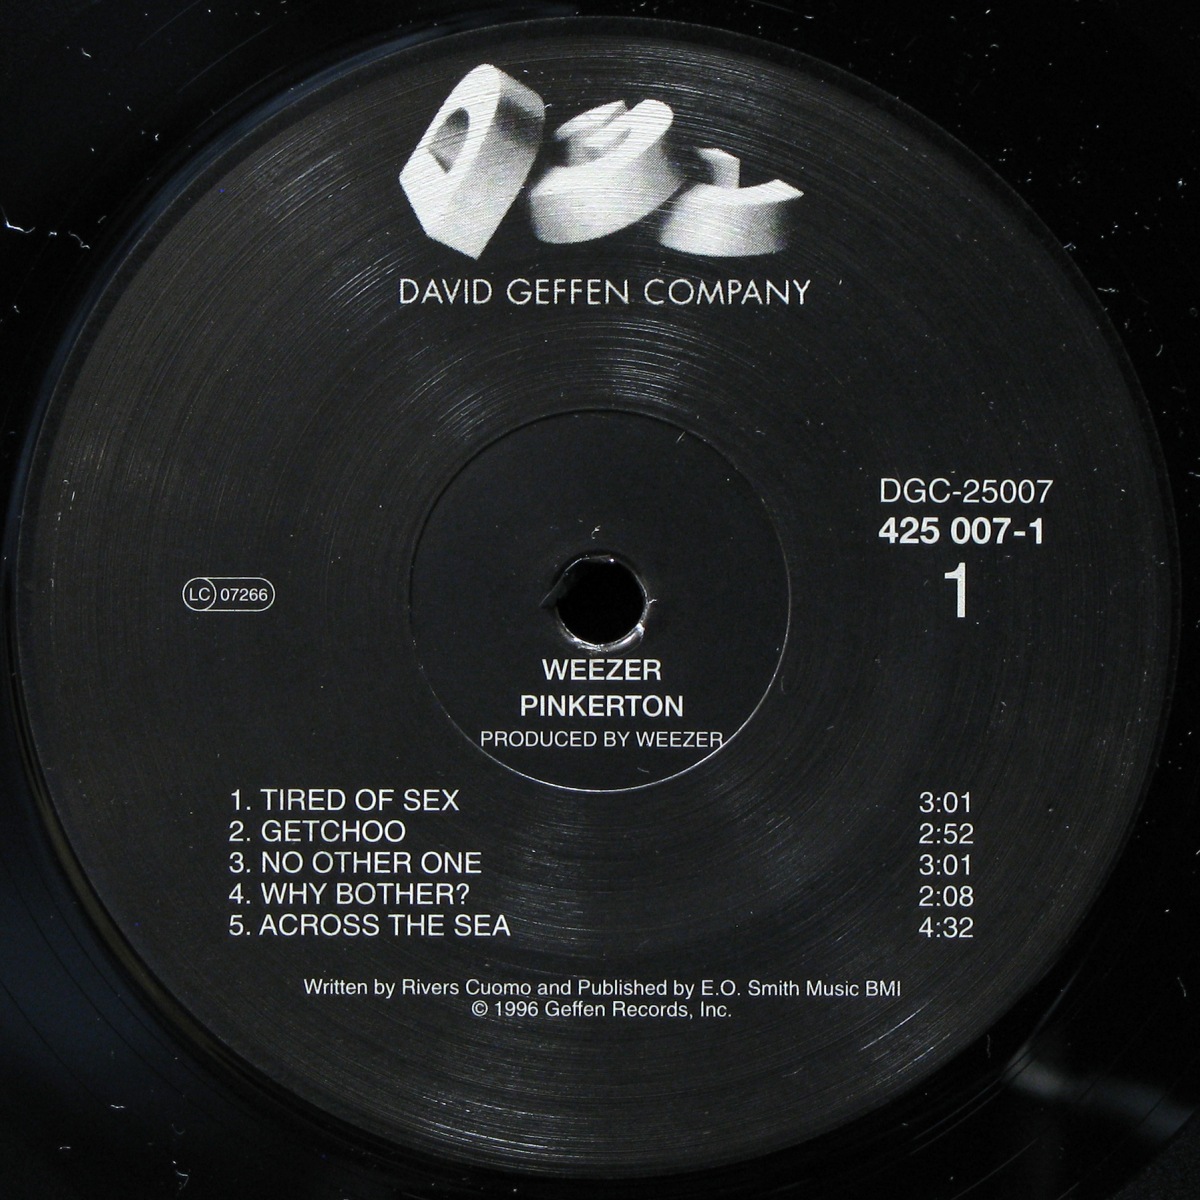 DGC
DAVID GEFFEN COMPANY
DGC-25007
425 007-1
1
LC 07266
WEEZER
PINKERTON
PRODUCED BY WEEZER
1. TIRED OF SEX 3:01
2. GETCHOO 2:52
3. NO OTHER ONE 3:01
4. WHY BOTHER? 2:08
5. ACROSS THE SEA 4:32
Written by Rivers Cuomo and Published by E.O. Smith Music BMI
© 1996 Geffen Records, Inc.